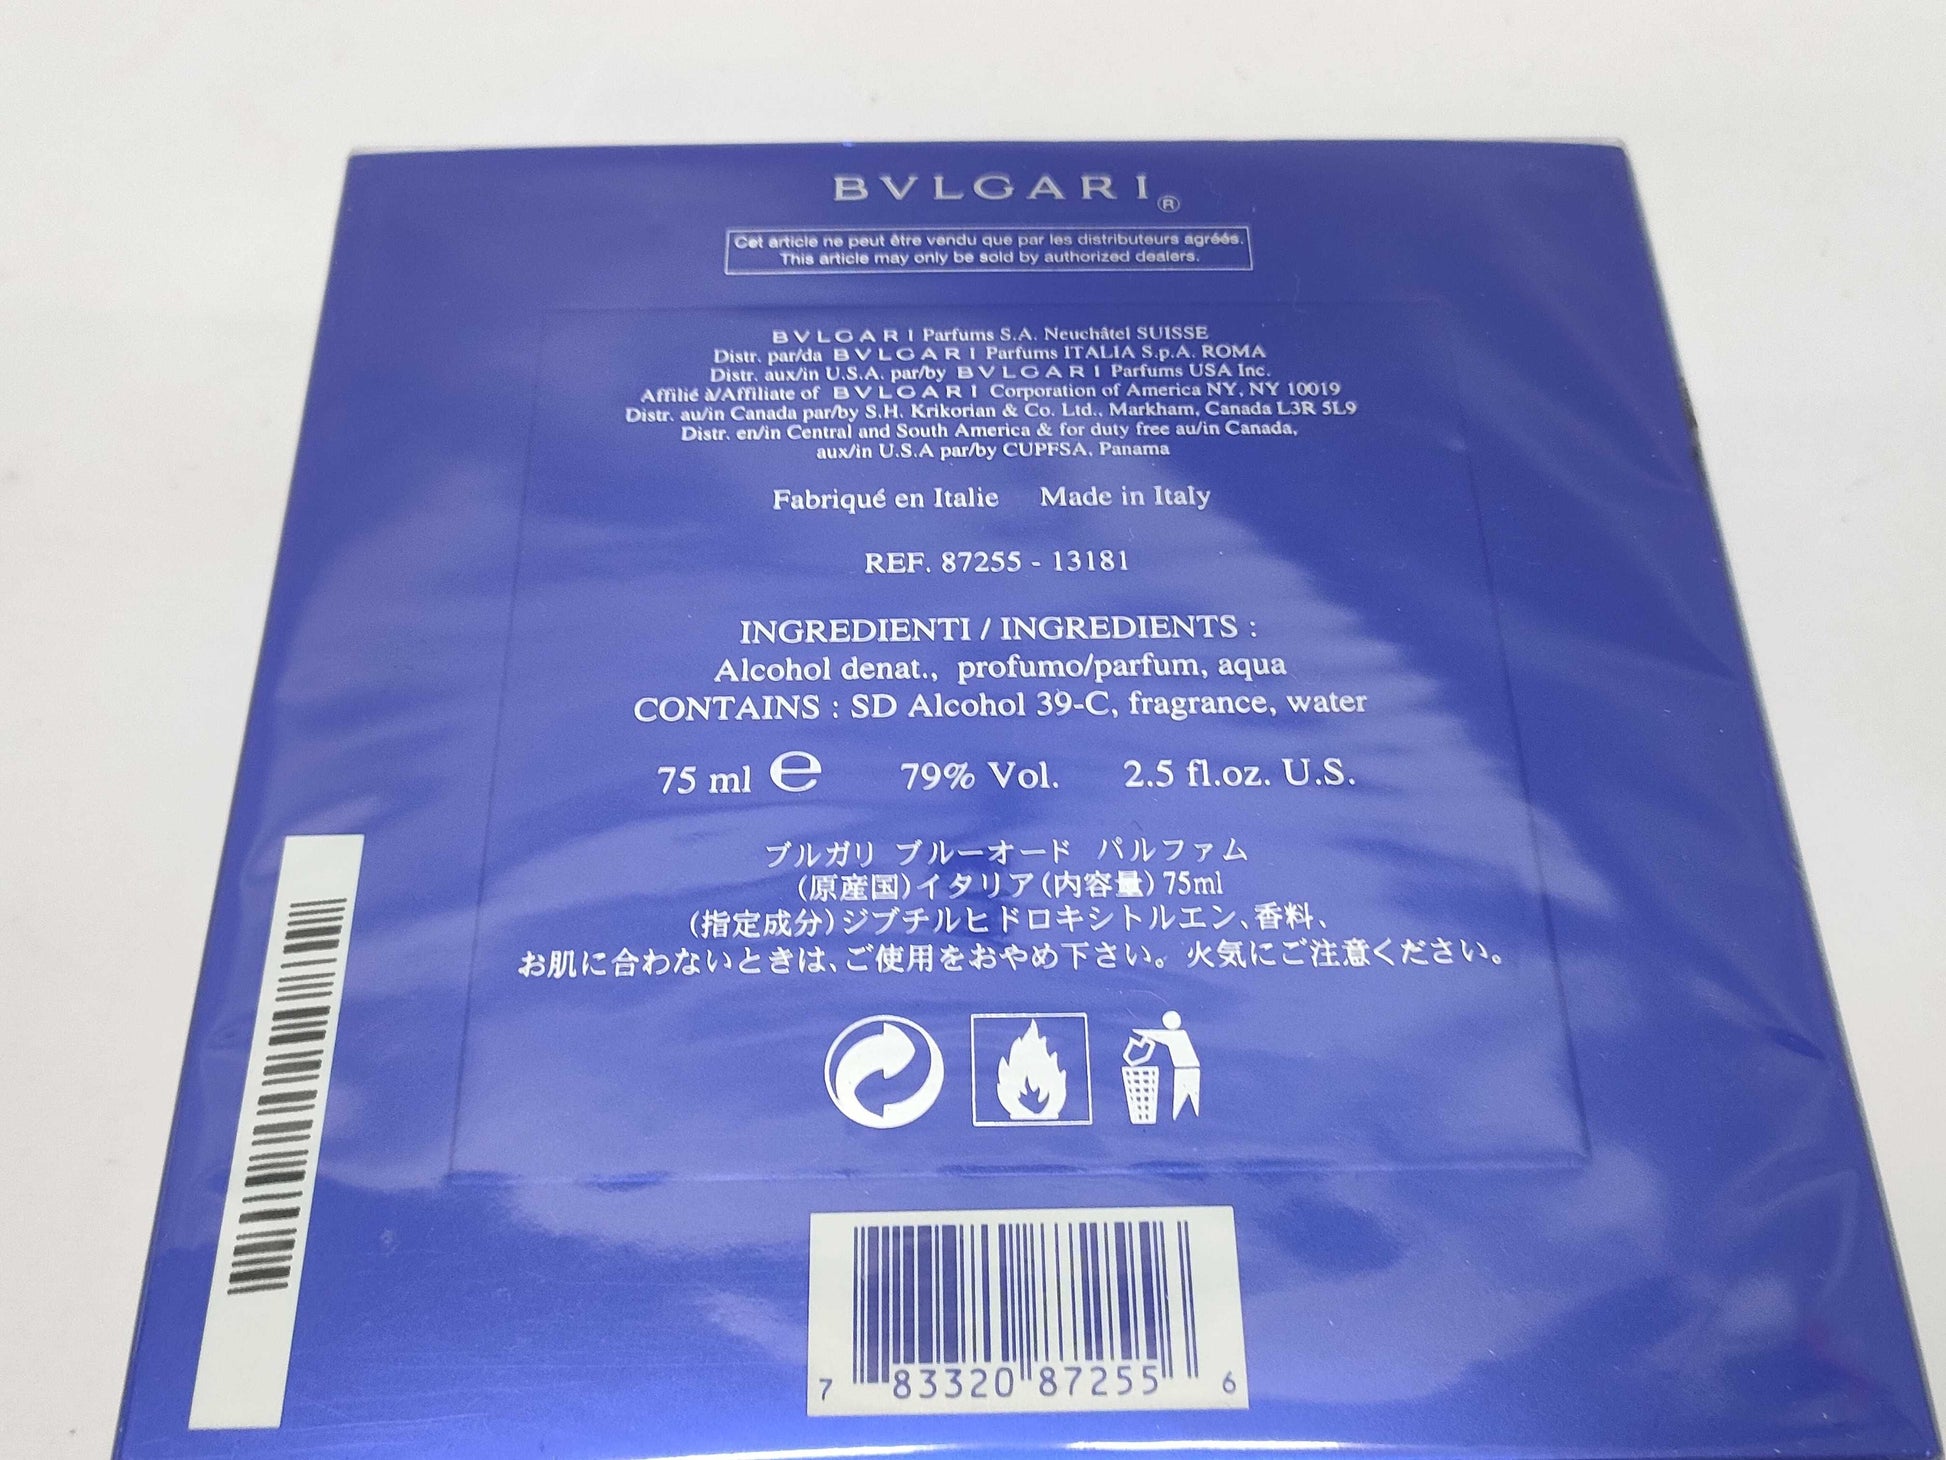 BVLGARI®
Cet article ne peut être vendu que par les distributeurs agréés.
This article may only be sold by authorized dealers.
BVLGARI Parfums S.A. Neuchâtel SUISSE
Distr. par/da BVLGARI Parfums ITALIA S.p.A. ROMA
Distr. aux/in U.S.A. par/by BVLGARI Parfums USA Inc.
Affilié à/Affiliate of BVLGARI Corporation of America NY, NY 10019
Distr. au/in Canada par/by S.H. Krikorian & Co. Ltd., Markham, Canada L3R 5L9
Distr. en/in Central and South America & for duty free au/in Canada,
aux/in U.S.A par/by CUPFSA, Panama
Fabriqué en Italie Made in Italy
REF. 87255 - 13181
INGREDIENTI / INGREDIENTS :
Alcohol denat., profumo/parfum, aqua
CONTAINS : SD Alcohol 39-C, fragrance, water
75 ml ℮ 79% Vol. 2.5 fl.oz. U.S.
ブルガリ ブルーオード パルファム
(原産国)イタリア(内容量)75ml
(指定成分)ジブチルヒドロキシトルエン、香料、
お肌に合わないときは、ご使用をおやめ下さい。火気にご注意ください。
7 83320 87255 6